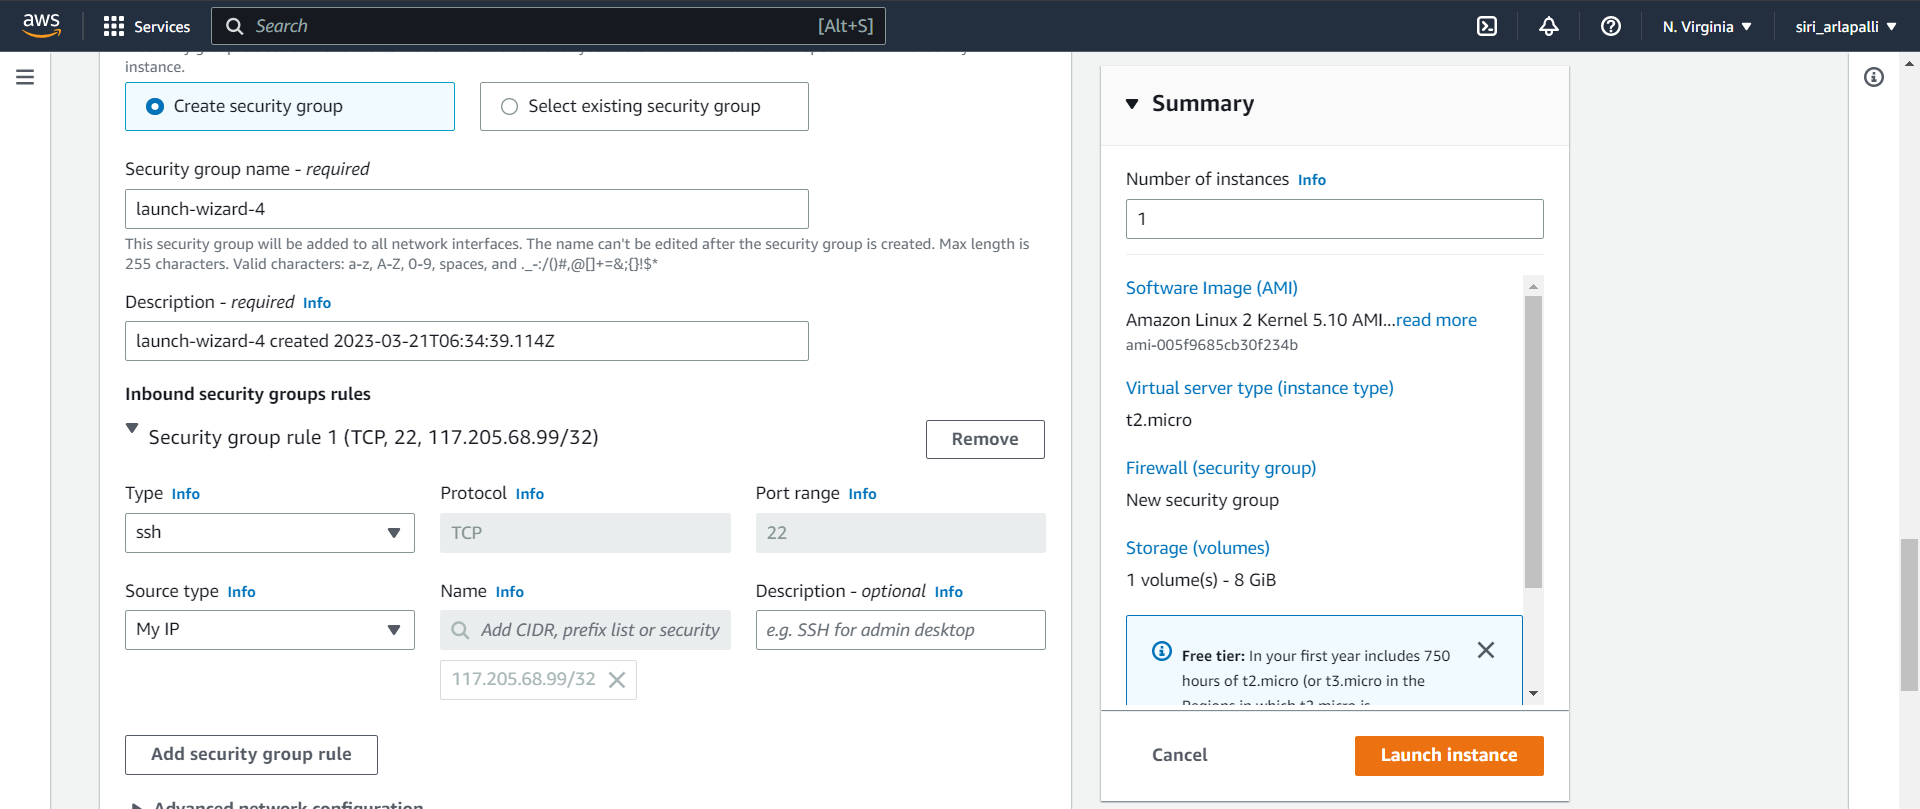 aws
Services
Search
[Alt+S]
N. Virginia
siri_arlapalli
instance.
Create security group
Select existing security group
Security group name - required
launch-wizard-4
This security group will be added to all network interfaces. The name can't be edited after the security group is created. Max length is
255 characters. Valid characters: a-z, A-Z, 0-9, spaces, and ._-:/()#,@[]+=&;{}!$*
Description - required Info
launch-wizard-4 created 2023-03-21T06:34:39.114Z
Inbound security groups rules
Security group rule 1 (TCP, 22, 117.205.68.99/32)
Remove
Type Info
Protocol Info
Port range Info
ssh
TCP
22
Source type Info
Name Info
Description - optional Info
My IP
Add CIDR, prefix list or security
e.g. SSH for admin desktop
117.205.68.99/32
Add security group rule
Advanced network configuration
Summary
Number of instances Info
1
Software Image (AMI)
Amazon Linux 2 Kernel 5.10 AMI...read more
ami-005f9685cb30f234b
Virtual server type (instance type)
t2.micro
Firewall (security group)
New security group
Storage (volumes)
1 volume(s) - 8 GiB
Free tier: In your first year includes 750
hours of t2.micro (or t3.micro in the
Regions in which t2.micro is
Cancel
Launch instance